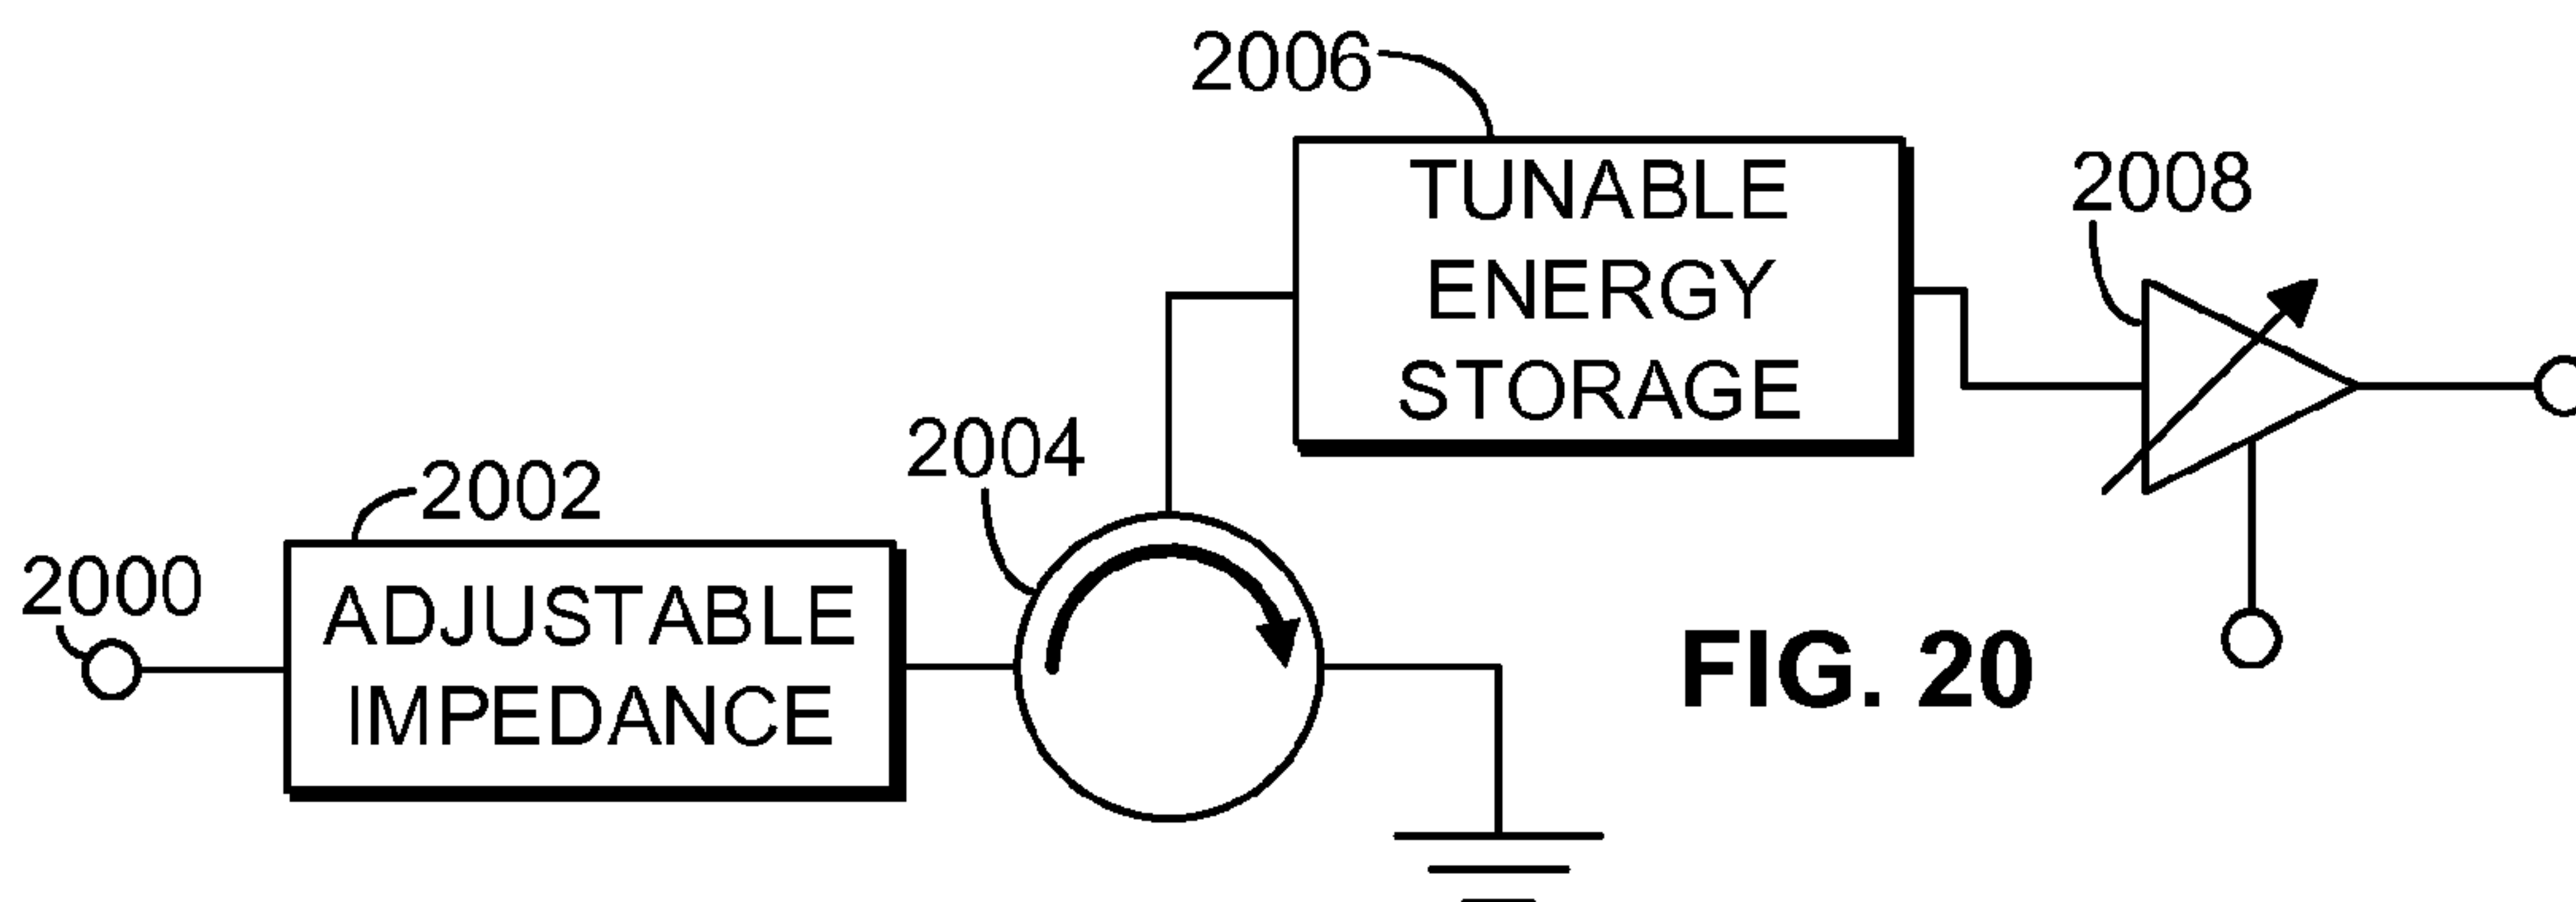 2006
TUNABLE
ENERGY
STORAGE
2008
2004
2002
ADJUSTABLE
IMPEDANCE
2000
FIG. 20